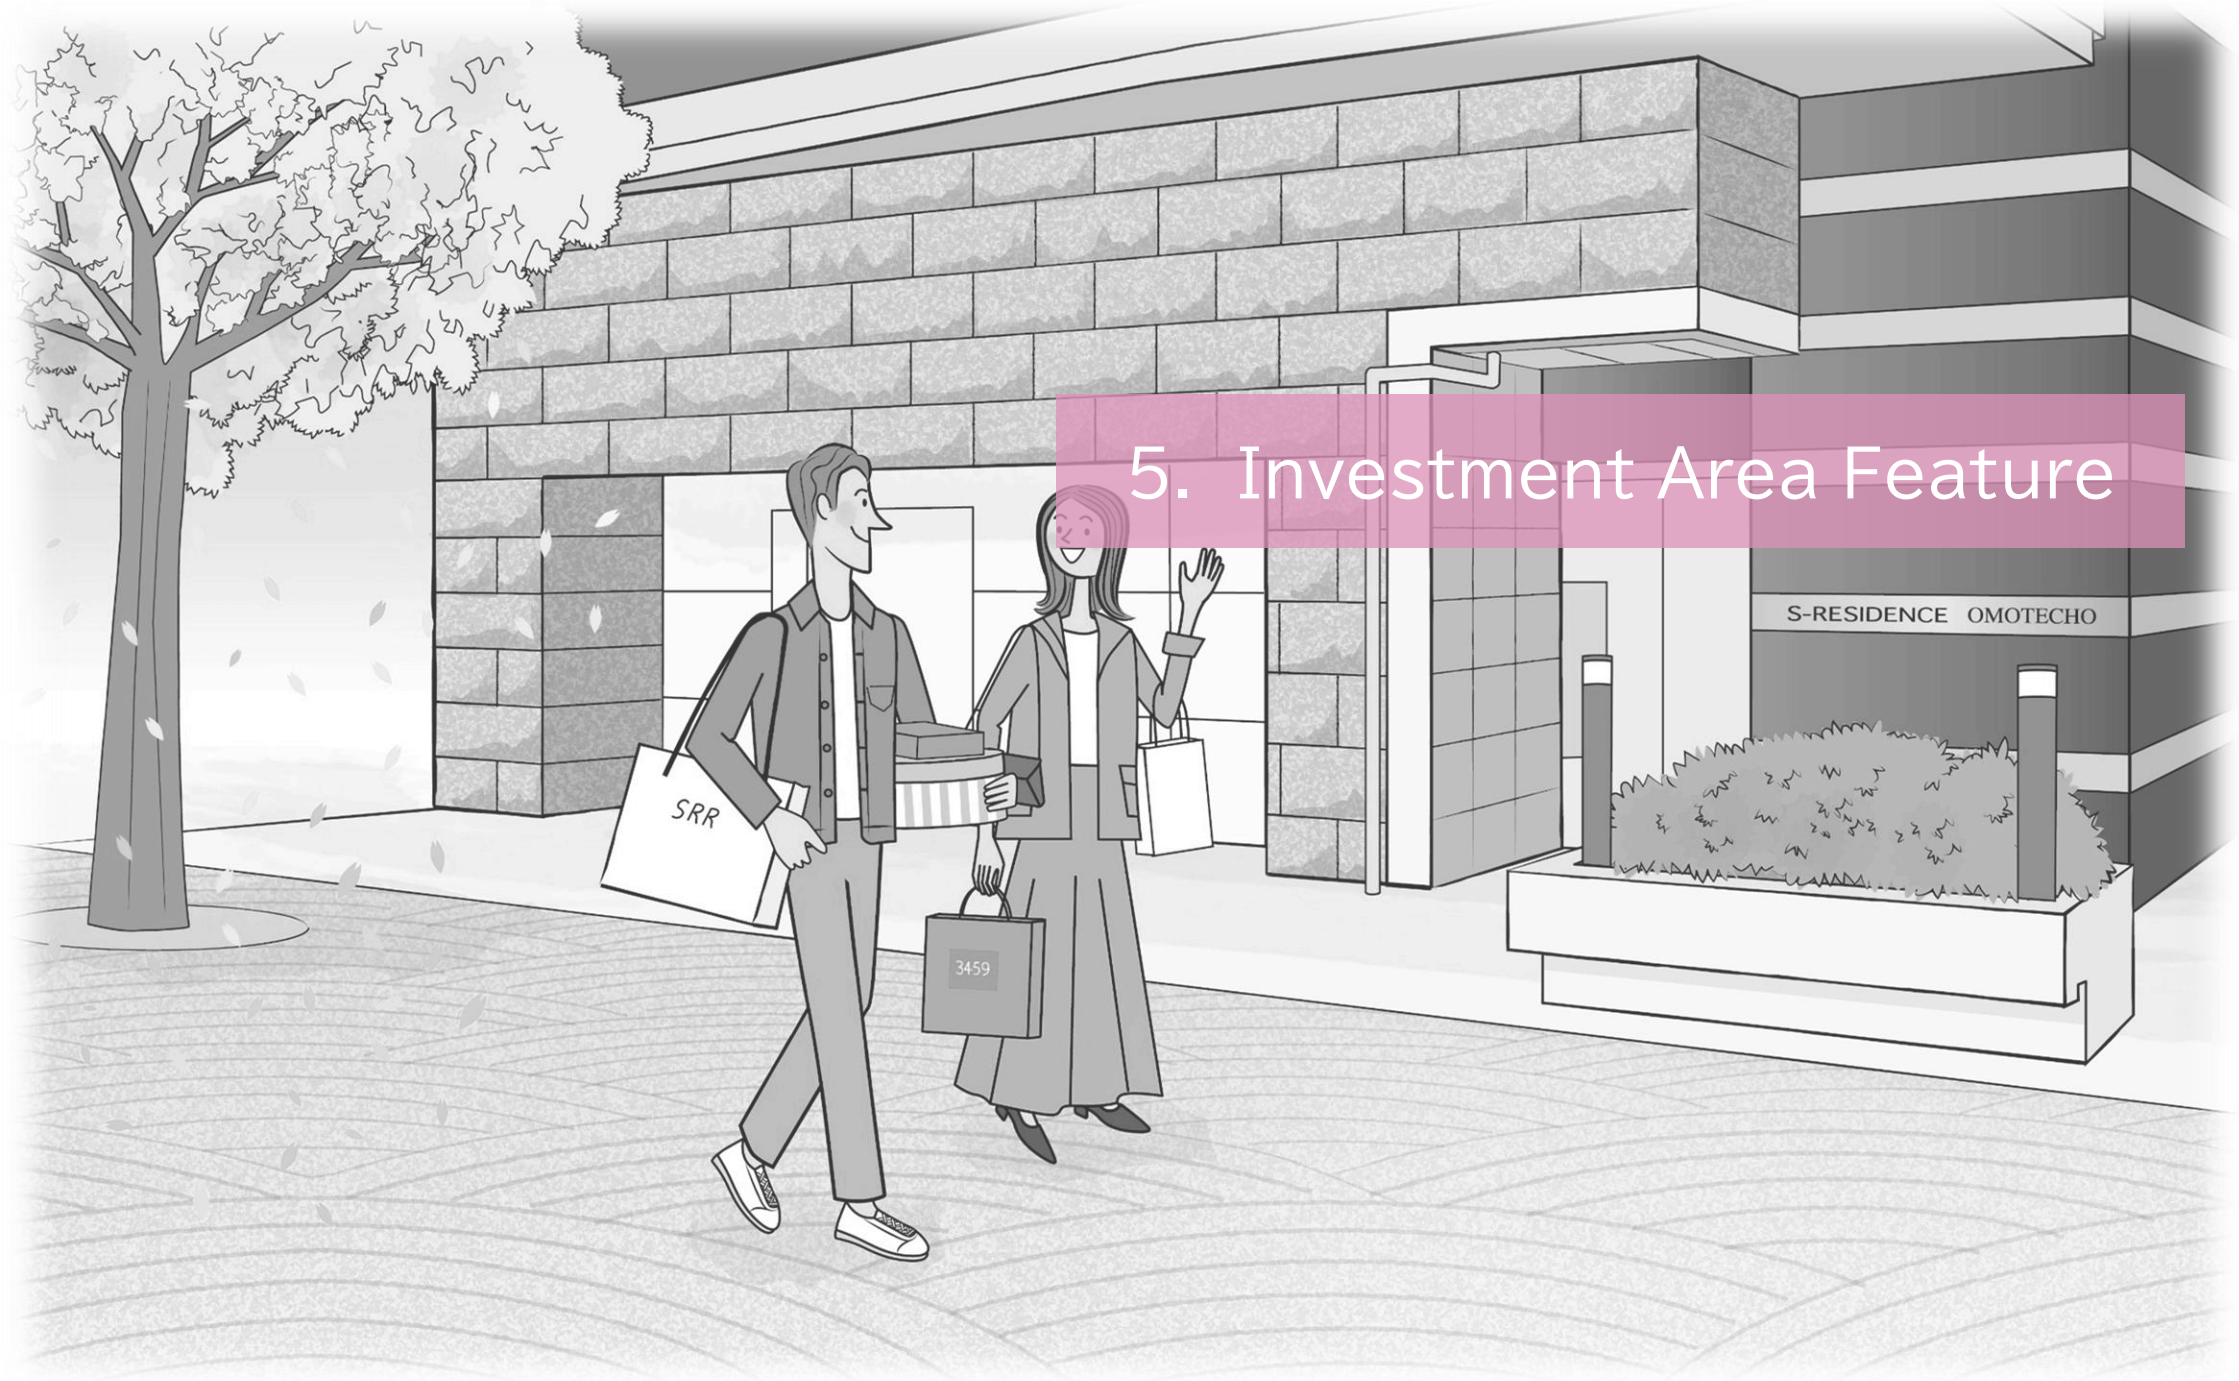 5. Investment Area Feature
S-RESIDENCE OMOTECHO
SRR
3459